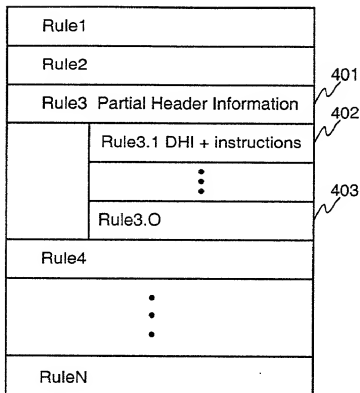 Rule1
Rule2
Rule3 Partial Header Information
401
Rule3.1 DHI + instructions
402
Rule3.O
403
Rule4
RuleN